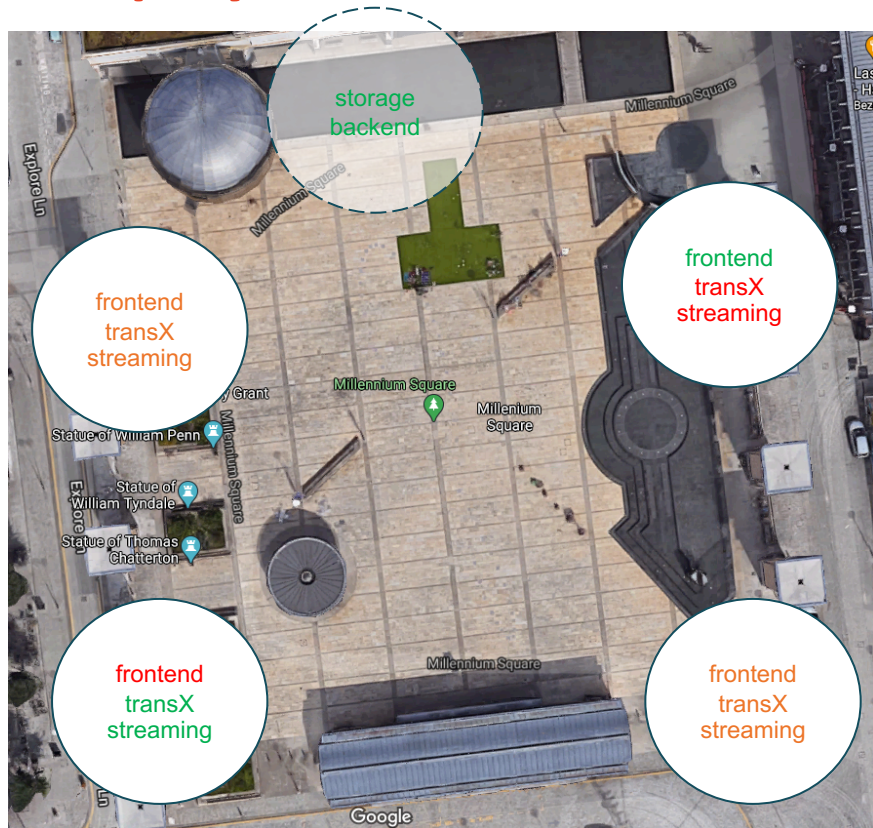 storage
backend
Millennium Square
Explore Ln
Millennium Square
frontend
transX
streaming
frontend
transX
streaming
Millennium Square
Millenium
Square
y Grant
Statue of William Penn
Millennium Square
Statue of
William Tyndale
Explore Ln
Statue of Thomas
Chatterton
Millennium Square
frontend
transX
streaming
frontend
transX
streaming
Ln
Google